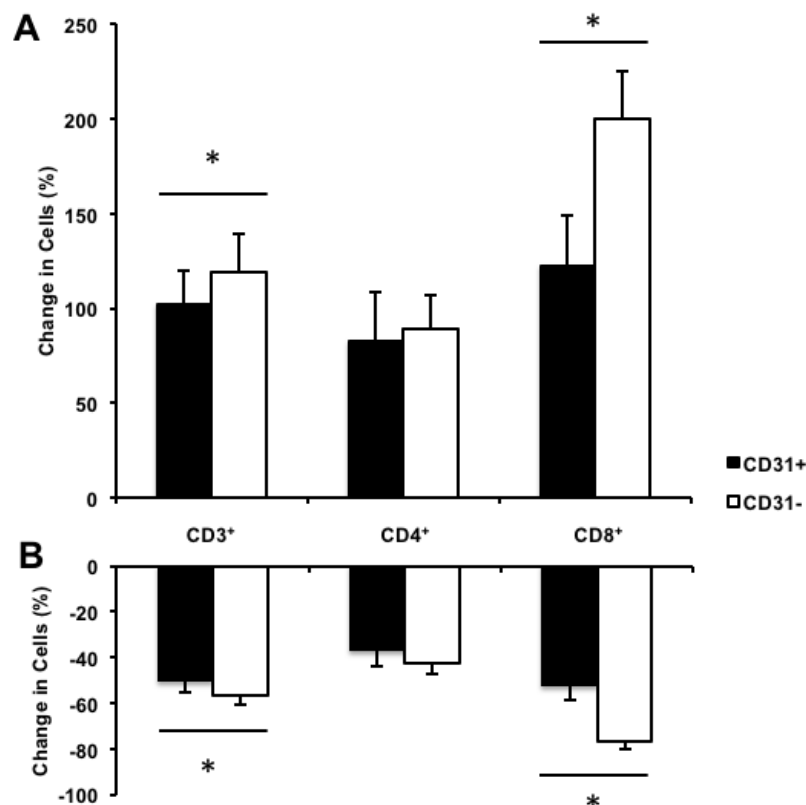 A
250
200
150
100
50
0
Change in Cells (%)
*
*
CD31+
CD31-
CD3⁺
CD4⁺
CD8⁺
B
0
-20
-40
-60
-80
-100
Change in Cells (%)
*
*